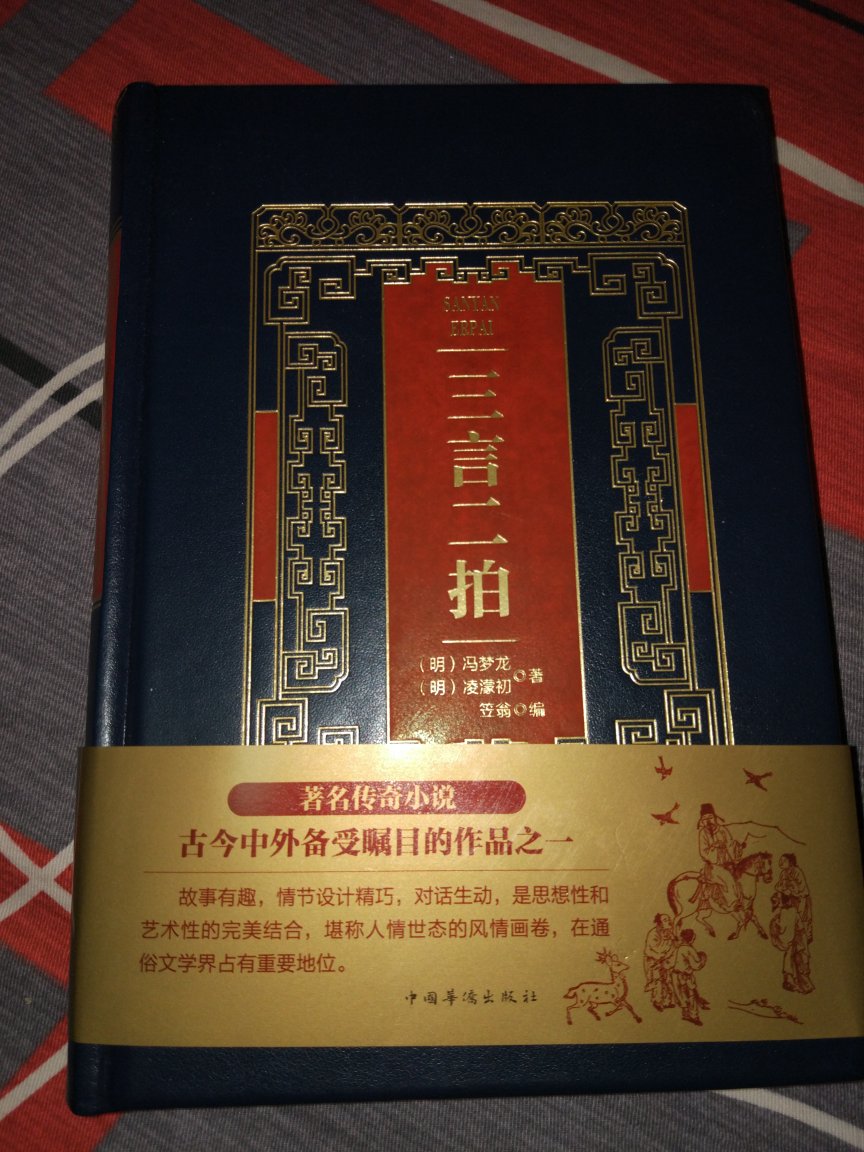 SANYAN
ERPAI
三言二拍
（明）冯梦龙
（明）凌濛初
著
笠翁◎编
著名传奇小说
古今中外备受瞩目的作品之一
故事有趣，情节设计精巧，对话生动，是思想性和
艺术性的完美结合，堪称人情世态的风情画卷，在通
俗文学界占有重要地位。
中国华侨出版社